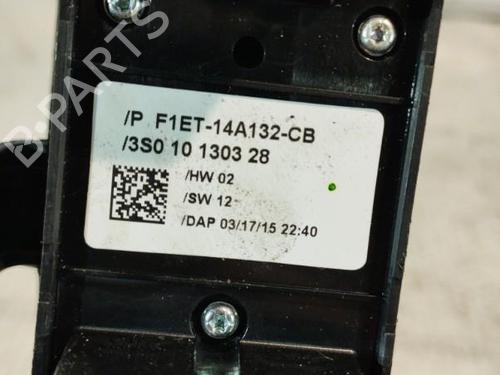 /P F1ET-14A132-CB
/3S0 10 1303 28
/HW 02
/SW 12
/DAP 03/17/15 22:40
B-PARTS